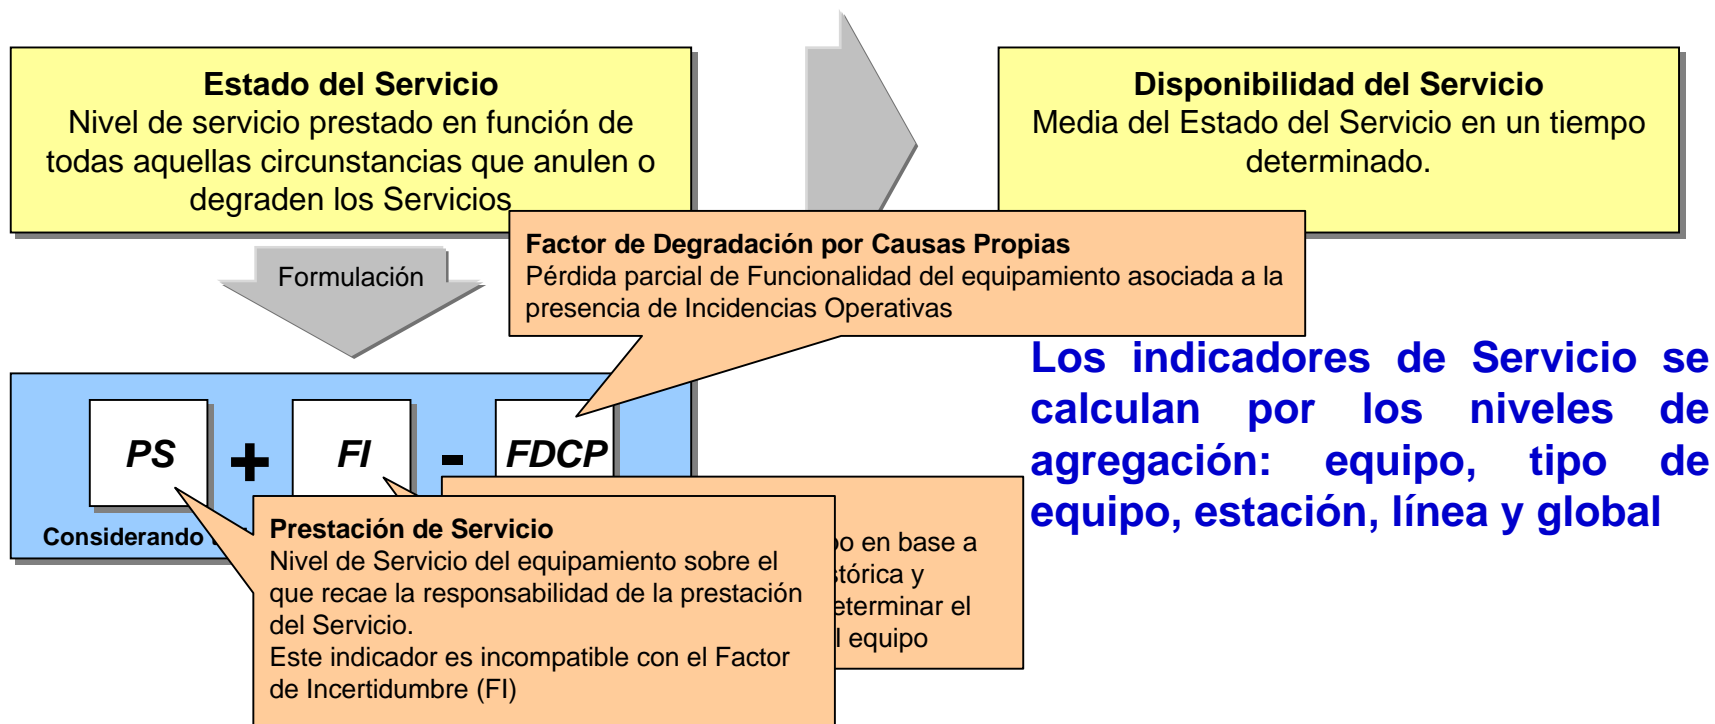 Estado del Servicio
Nivel de servicio prestado en función de
todas aquellas circunstancias que anulen o
degraden los Servicios
Disponibilidad del Servicio
Media del Estado del Servicio en un tiempo
determinado.
Formulación
Factor de Degradación por Causas Propias
Pérdida parcial de Funcionalidad del equipamiento asociada a la
presencia de Incidencias Operativas
PS + FI - FDCP
Considerando
Prestación de Servicio
Nivel de Servicio del equipamiento sobre el
que recae la responsabilidad de la prestación
del Servicio.
Este indicador es incompatible con el Factor
de Incertidumbre (FI)
en base a
y
el
equipo
Los indicadores de Servicio se
calculan por los niveles de
agregación: equipo, tipo de
equipo, estación, línea y global